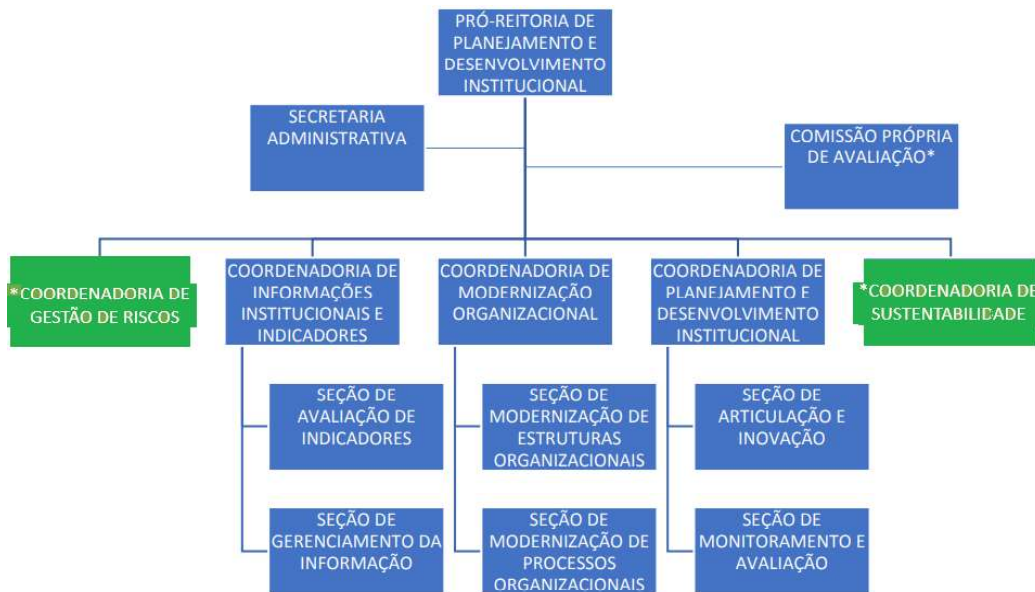 PRÓ-REITORIA DE
PLANEJAMENTO E
DESENVOLVIMENTO
INSTITUCIONAL
SECRETARIA
ADMINISTRATIVA
COMISSÃO PRÓPRIA
DE AVALIAÇÃO*
*COORDENADORIA DE
GESTÃO DE RISCOS
COORDENADORIA DE
INFORMAÇÕES
INSTITUCIONAIS E
INDICADORES
COORDENADORIA DE
MODERNIZAÇÃO
ORGANIZACIONAL
COORDENADORIA DE
PLANEJAMENTO E
DESENVOLVIMENTO
INSTITUCIONAL
*COORDENADORIA DE
SUSTENTABILIDADE
SEÇÃO DE
AVALIAÇÃO DE
INDICADORES
SEÇÃO DE
MODERNIZAÇÃO DE
ESTRUTURAS
ORGANIZACIONAIS
SEÇÃO DE
ARTICULAÇÃO E
INOVAÇÃO
SEÇÃO DE
GERENCIAMENTO DA
INFORMAÇÃO
SEÇÃO DE
MODERNIZAÇÃO DE
PROCESSOS
ORGANIZACIONAIS
SEÇÃO DE
MONITORAMENTO E
AVALIAÇÃO